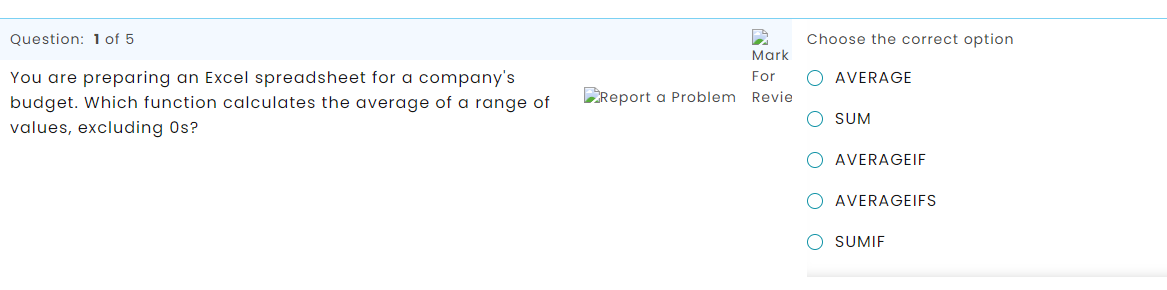 Question: 1 of 5
You are preparing an Excel spreadsheet for a company's
budget. Which function calculates the average of a range of
values, excluding 0s?
Report a Problem
Mark
For
Revie
Choose the correct option
AVERAGE
SUM
AVERAGEIF
AVERAGEIFS
SUMIF